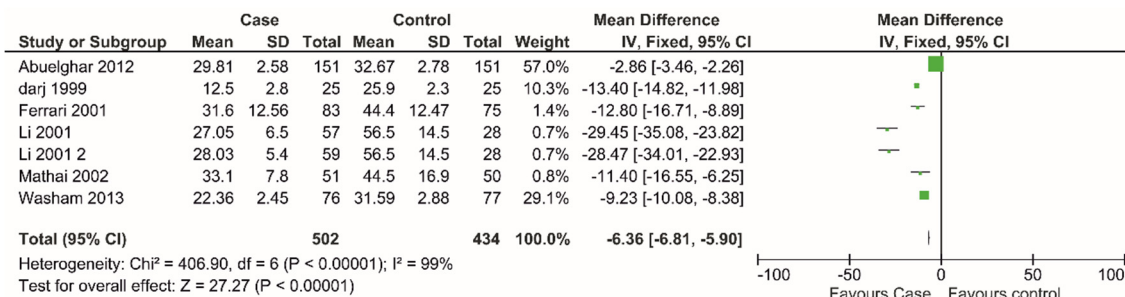 Case Control Mean Difference Mean Difference
Study or Subgroup Mean SD Total Mean SD Total Weight IV, Fixed, 95% CI IV, Fixed, 95% CI
Abuelghar 2012 29.81 2.58 151 32.67 2.78 151 57.0% -2.86 [-3.46, -2.26]
darj 1999 12.5 2.8 25 25.9 2.3 25 10.3% -13.40 [-14.82, -11.98]
Ferrari 2001 31.6 12.56 83 44.4 12.47 75 1.4% -12.80 [-16.71, -8.89]
Li 2001 27.05 6.5 57 56.5 14.5 28 0.7% -29.45 [-35.08, -23.82]
Li 2001 2 28.03 5.4 59 56.5 14.5 28 0.7% -28.47 [-34.01, -22.93]
Mathai 2002 33.1 7.8 51 44.5 16.9 50 0.8% -11.40 [-16.55, -6.25]
Washam 2013 22.36 2.45 76 31.59 2.88 77 29.1% -9.23 [-10.08, -8.38]
Total (95% CI) 502 434 100.0% -6.36 [-6.81, -5.90]
Heterogeneity: Chi² = 406.90, df = 6 (P < 0.00001); I² = 99%
Test for overall effect: Z = 27.27 (P < 0.00001)
-100 -50 0 50 100
Favours Case Favours control